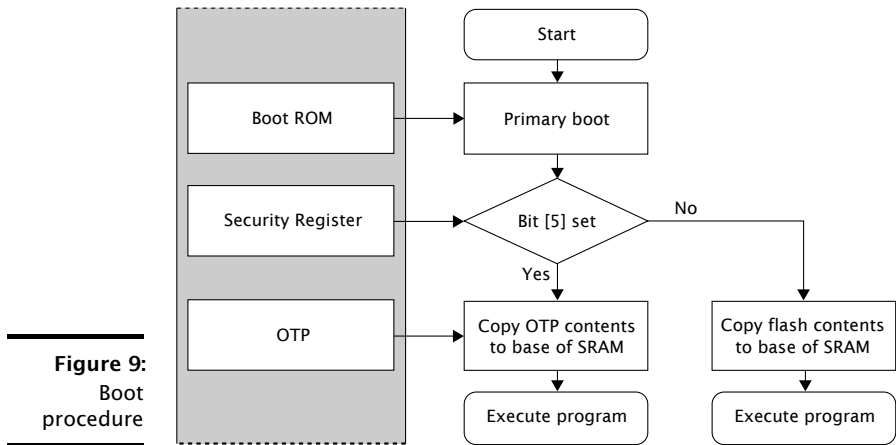 Start
Boot ROM
Primary boot
Security Register
Bit [5] set
No
Yes
OTP
Copy OTP contents
to base of SRAM
Copy flash contents
to base of SRAM
Execute program
Execute program
Figure 9:
Boot
procedure